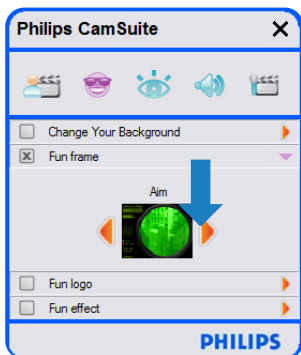 Philips CamSuite
Change Your Background
Fun frame
Aim
Fun logo
Fun effect
PHILIPS